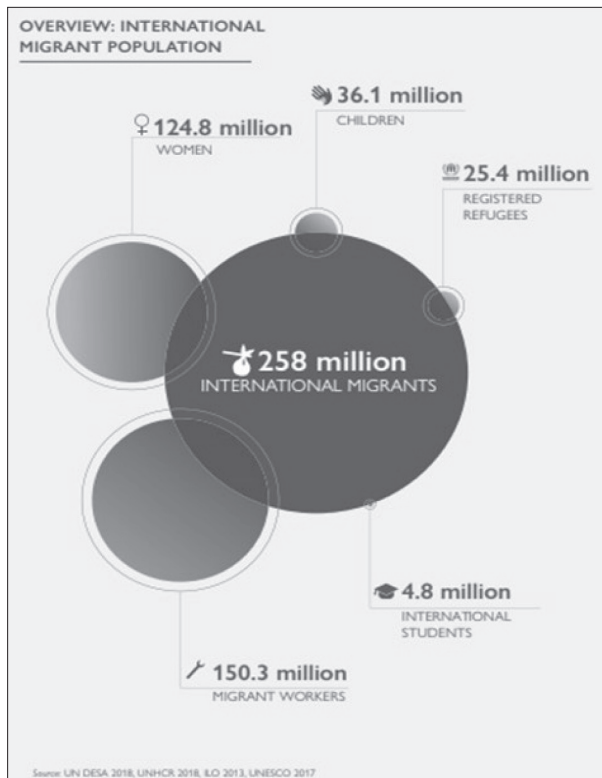 OVERVIEW: INTERNATIONAL
MIGRANT POPULATION
36.1 million
CHILDREN
124.8 million
WOMEN
25.4 million
REGISTERED
REFUGEES
258 million
INTERNATIONAL MIGRANTS
4.8 million
INTERNATIONAL
STUDENTS
150.3 million
MIGRANT WORKERS
Source: UN DESA 2018, UNHCR 2018, ILO 2013, UNESCO 2017